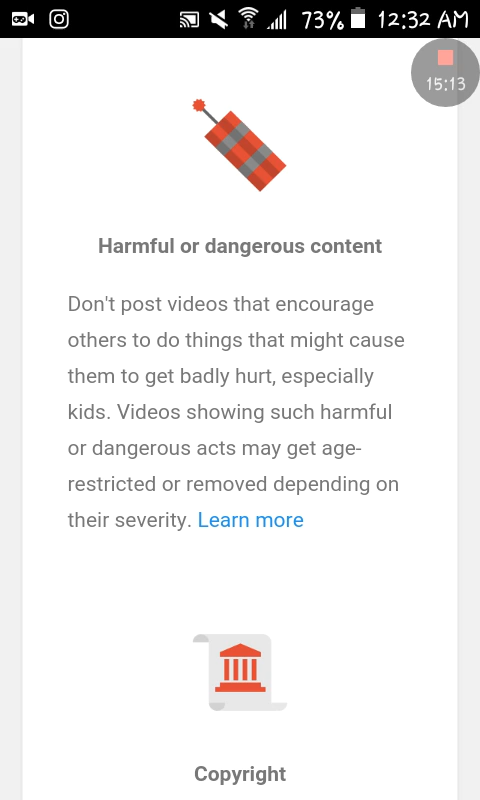 73% 12:32 AM
15:13
Harmful or dangerous content
Don't post videos that encourage
others to do things that might cause
them to get badly hurt, especially
kids. Videos showing such harmful
or dangerous acts may get age-
restricted or removed depending on
their severity. Learn more
Copyright